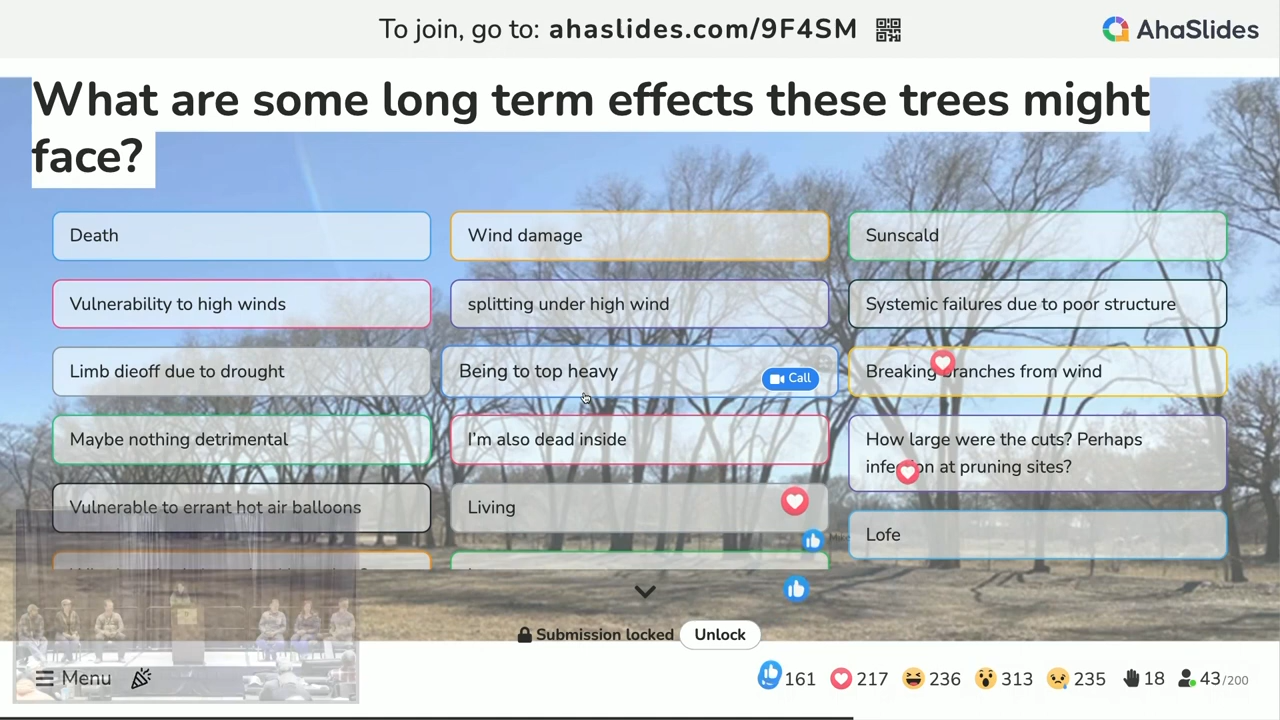 To join, go to: ahaslides.com/9F4SM
AhaSlides
What are some long term effects these trees might
face?
Death
Wind damage
Sunscald
Vulnerability to high winds
splitting under high wind
Systemic failures due to poor structure
Limb dieoff due to drought
Being to top heavy
Call
Breaking branches from wind
Maybe nothing detrimental
I'm also dead inside
How large were the cuts? Perhaps
infection at pruning sites?
Vulnerable to errant hot air balloons
Living
Lofe
Submission locked
Unlock
Menu
161
217
236
313
235
18
43/200